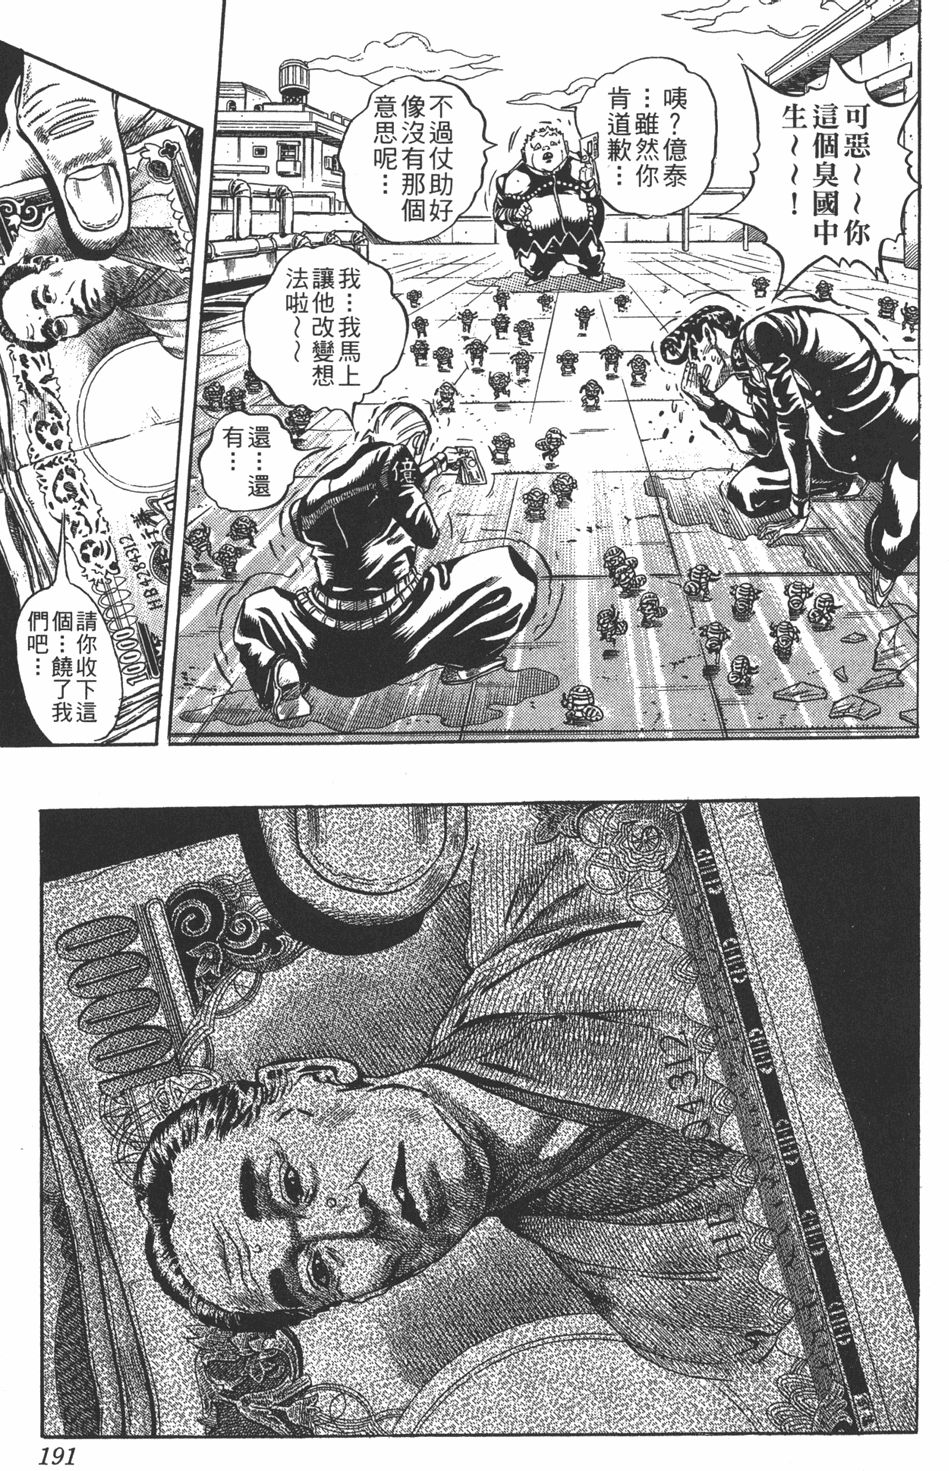 可惡～～你
這個臭國中
生～～！
咦？億泰
…雖然你
肯道歉…
不過仗助好
像沒有那個
意思呢…
我…我馬上
讓他改變想
法啦～～
還…還
有…
億
請你收下這
個…饒了我
們吧…
HB4584312
10000
10000
191